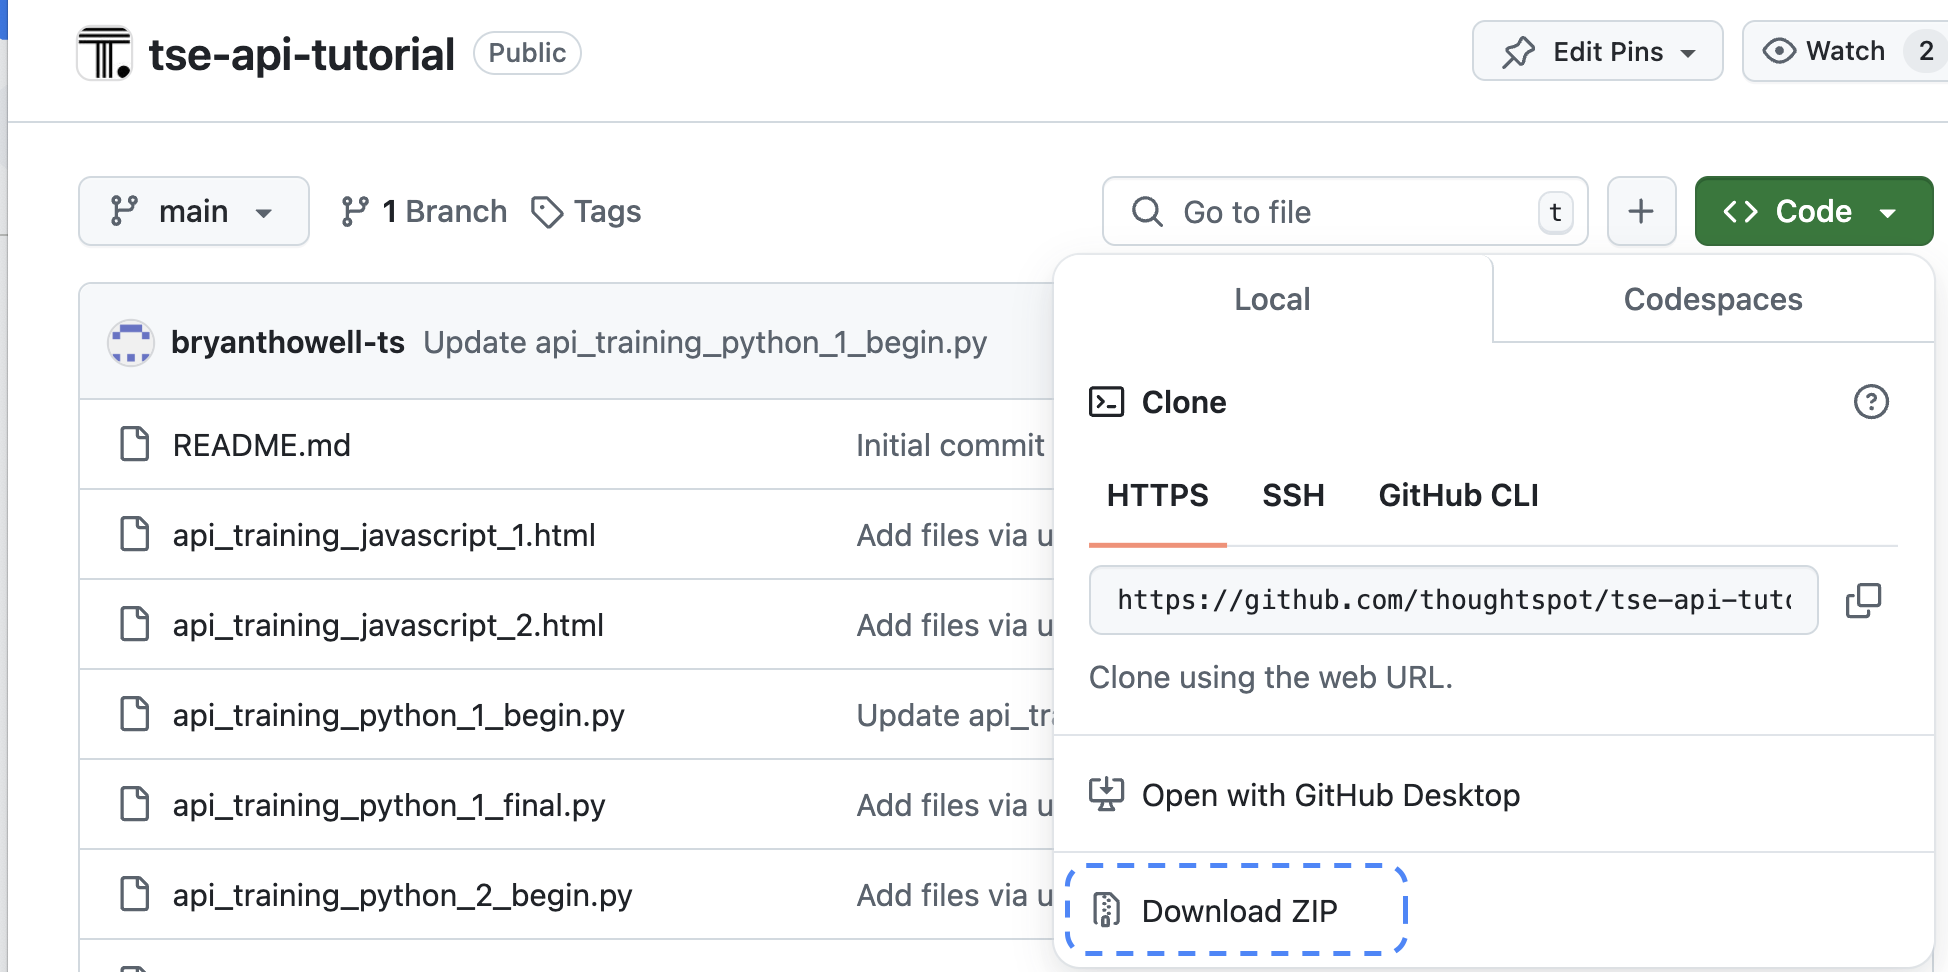 tse-api-tutorial Public
Edit Pins
Watch 2
main
1 Branch
Tags
Go to file t
Code
bryanthowell-ts Update api_training_python_1_begin.py
README.md Initial commit
api_training_javascript_1.html Add files via u
api_training_javascript_2.html Add files via u
api_training_python_1_begin.py Update api_tra
api_training_python_1_final.py Add files via u
api_training_python_2_begin.py Add files via u
Local
Codespaces
Clone
HTTPS SSH GitHub CLI
https://github.com/thoughtspot/tse-api-tuto
Clone using the web URL.
Open with GitHub Desktop
Download ZIP